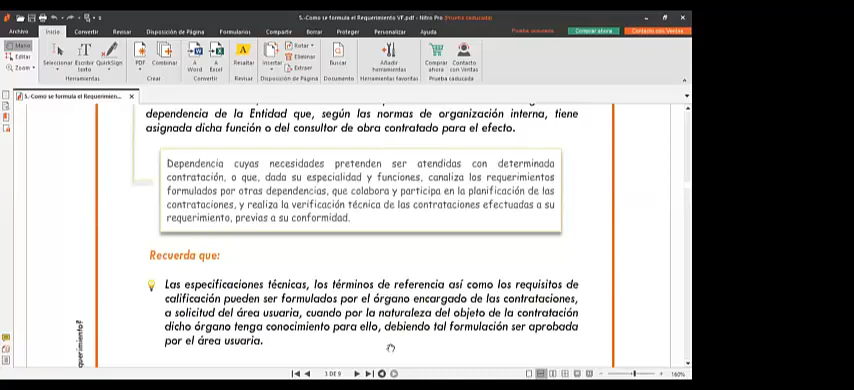 5.-Como se formula el Requerimiento VF.pdf - Nitro Pro (Prueba caducada)
Archivo Inicio Convertir Revisar Disposición de Página Formularios Compartir Borrar Proteger Personalizar Ayuda Prueba caducada Comprar ahora Contacto con Ventas
Mano
Editar
Zoom
Seleccionar Escribir texto QuickSign PDF Combinar A Word A Excel Resaltar Insertar Rotar Eliminar Extraer Buscar Añadir herramientas Comprar ahora Contacto con Ventas
Herramientas Crear Convertir Revisar Disposición de Página Documento Herramientas favoritas Prueba caducada
5.-Como se formula el Requerimien...
dependencia de la Entidad que, según las normas de organización interna, tiene
asignada dicha función o del consultor de obra contratado para el efecto.
Dependencia cuyas necesidades pretenden ser atendidas con determinada
contratación, o que, dada su especialidad y funciones, canaliza los requerimientos
formulados por otras dependencias, que colabora y participa en la planificación de las
contrataciones, y realiza la verificación técnica de las contrataciones efectuadas a su
requerimiento, previas a su conformidad.
Recuerda que:
Las especificaciones técnicas, los términos de referencia así como los requisitos de
calificación pueden ser formulados por el órgano encargado de las contrataciones,
a solicitud del área usuaria, cuando por la naturaleza del objeto de la contratación
dicho órgano tenga conocimiento para ello, debiendo tal formulación ser aprobada
por el área usuaria.
querimiento?
3 DE 9
160%